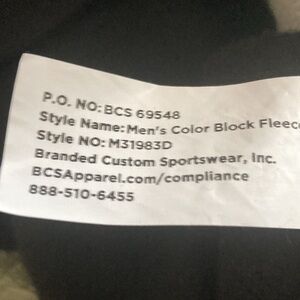 P.O. NO: BCS 69548
Style Name: Men's Color Block Fleece
Style NO: M31983D
Branded Custom Sportswear, Inc.
BCSApparel.com/compliance
888-510-6455